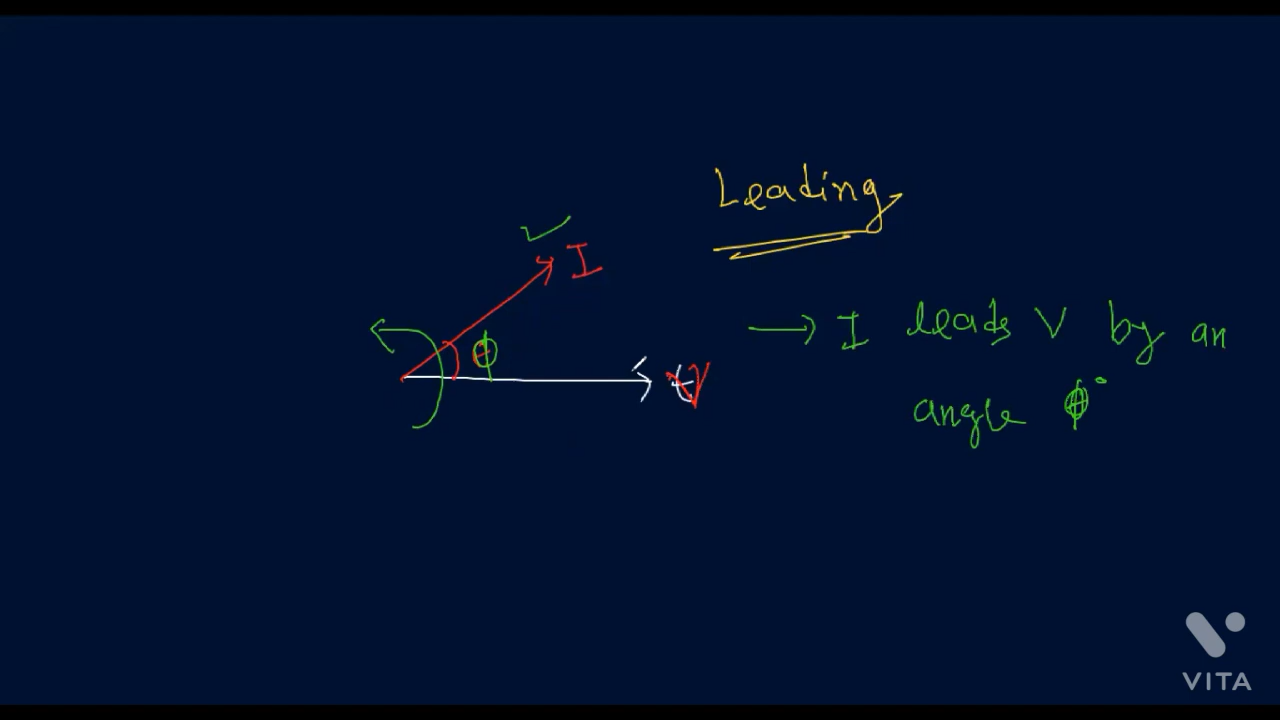 Leading
I
→ I leads V by an
ϕ
V
angle ϕ°
VITA